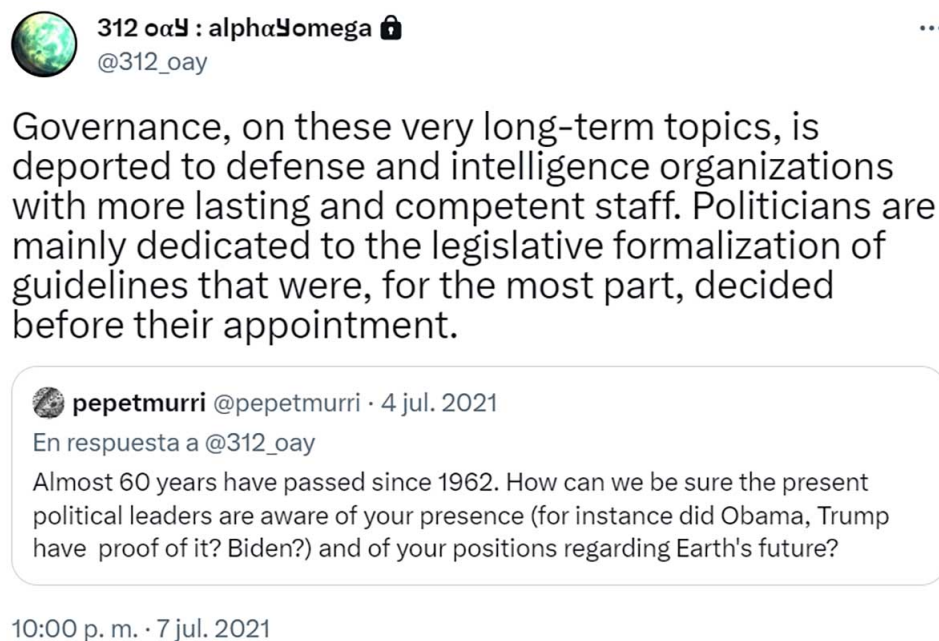 312 oαყ : alphαყomega
@312_oay
Governance, on these very long-term topics, is
deported to defense and intelligence organizations
with more lasting and competent staff. Politicians are
mainly dedicated to the legislative formalization of
guidelines that were, for the most part, decided
before their appointment.
pepetmurri @pepetmurri · 4 jul. 2021
En respuesta a @312_oay
Almost 60 years have passed since 1962. How can we be sure the present
political leaders are aware of your presence (for instance did Obama, Trump
have  proof of it? Biden?) and of your positions regarding Earth's future?
10:00 p. m. · 7 jul. 2021